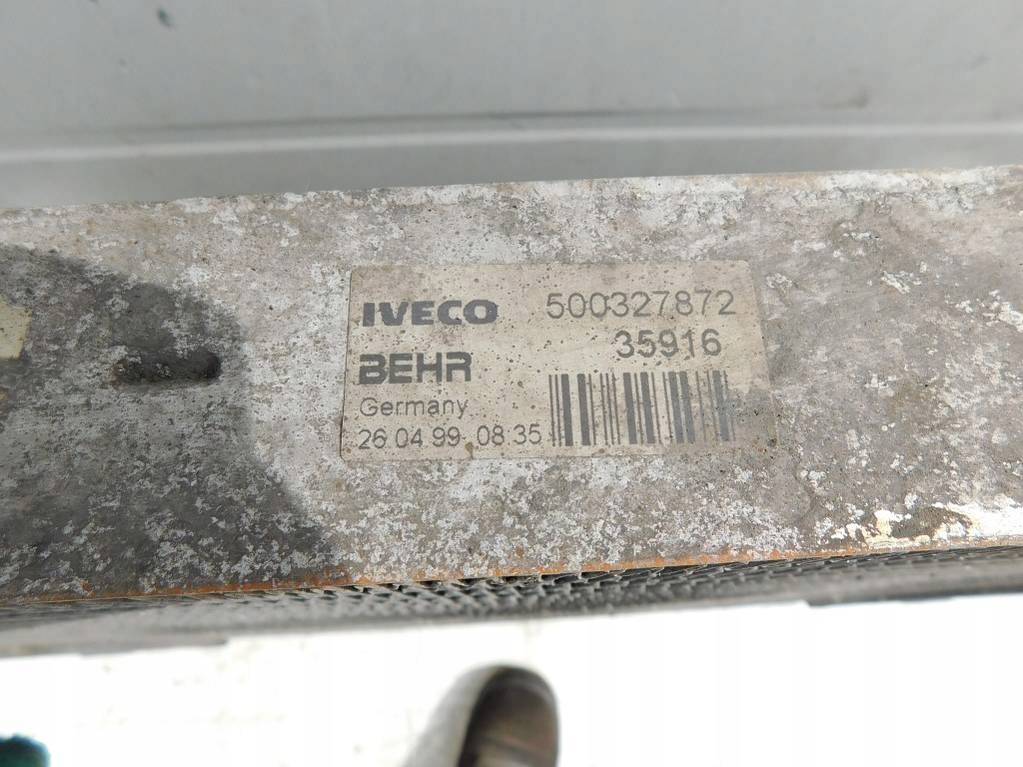 IVECO 500327872
35916
BEHR
Germany
26.04.99 08:35